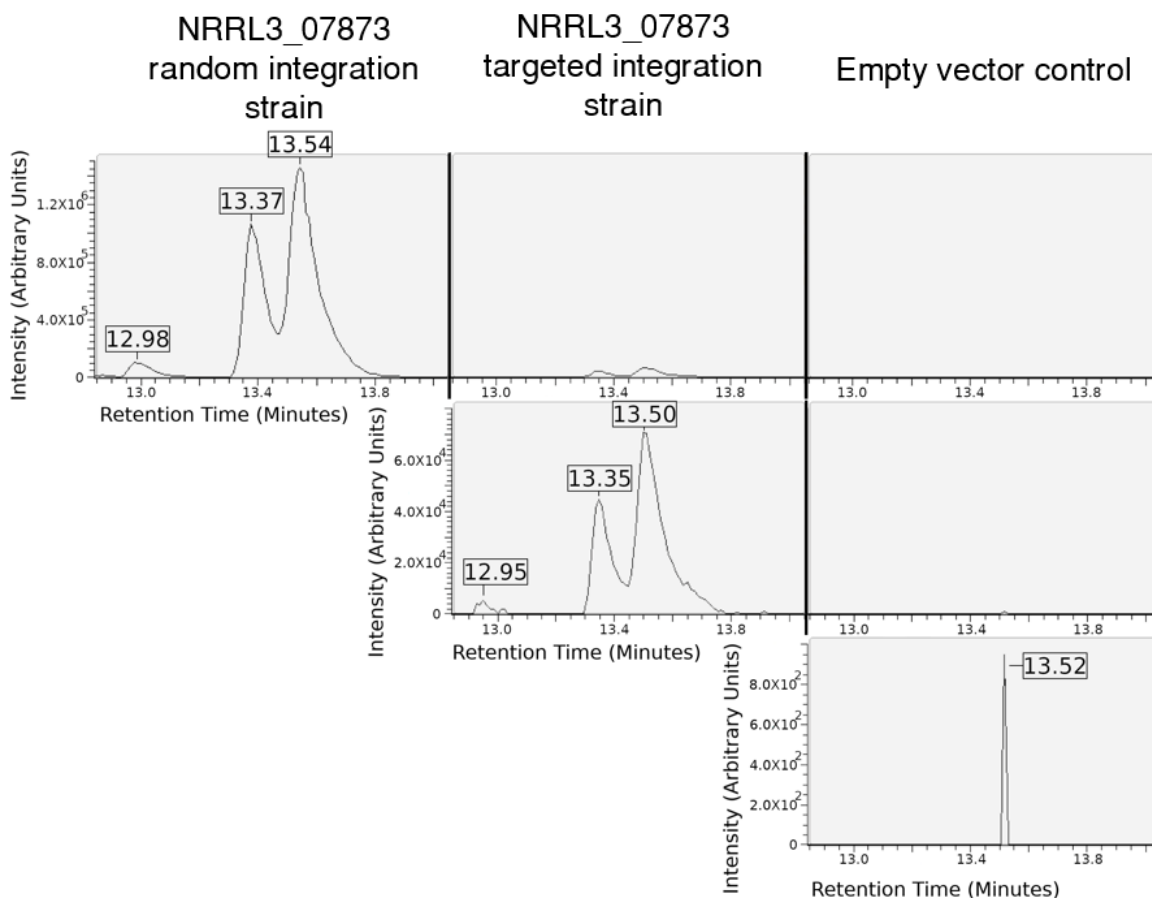 NRRL3_07873
random integration
strain
NRRL3_07873
targeted integration
strain
Empty vector control
Intensity (Arbitrary Units)
1.2X10⁶
8.0X10⁵
4.0X10⁵
0
12.98
13.37
13.54
13.0
13.4
13.8
Retention Time (Minutes)
13.0
13.4
13.8
13.0
13.4
13.8
Intensity (Arbitrary Units)
6.0X10⁴
4.0X10⁴
2.0X10⁴
0
12.95
13.35
13.50
13.0
13.4
13.8
Retention Time (Minutes)
13.0
13.4
13.8
Intensity (Arbitrary Units)
8.0X10²
6.0X10²
4.0X10²
2.0X10²
0
13.52
13.0
13.4
13.8
Retention Time (Minutes)